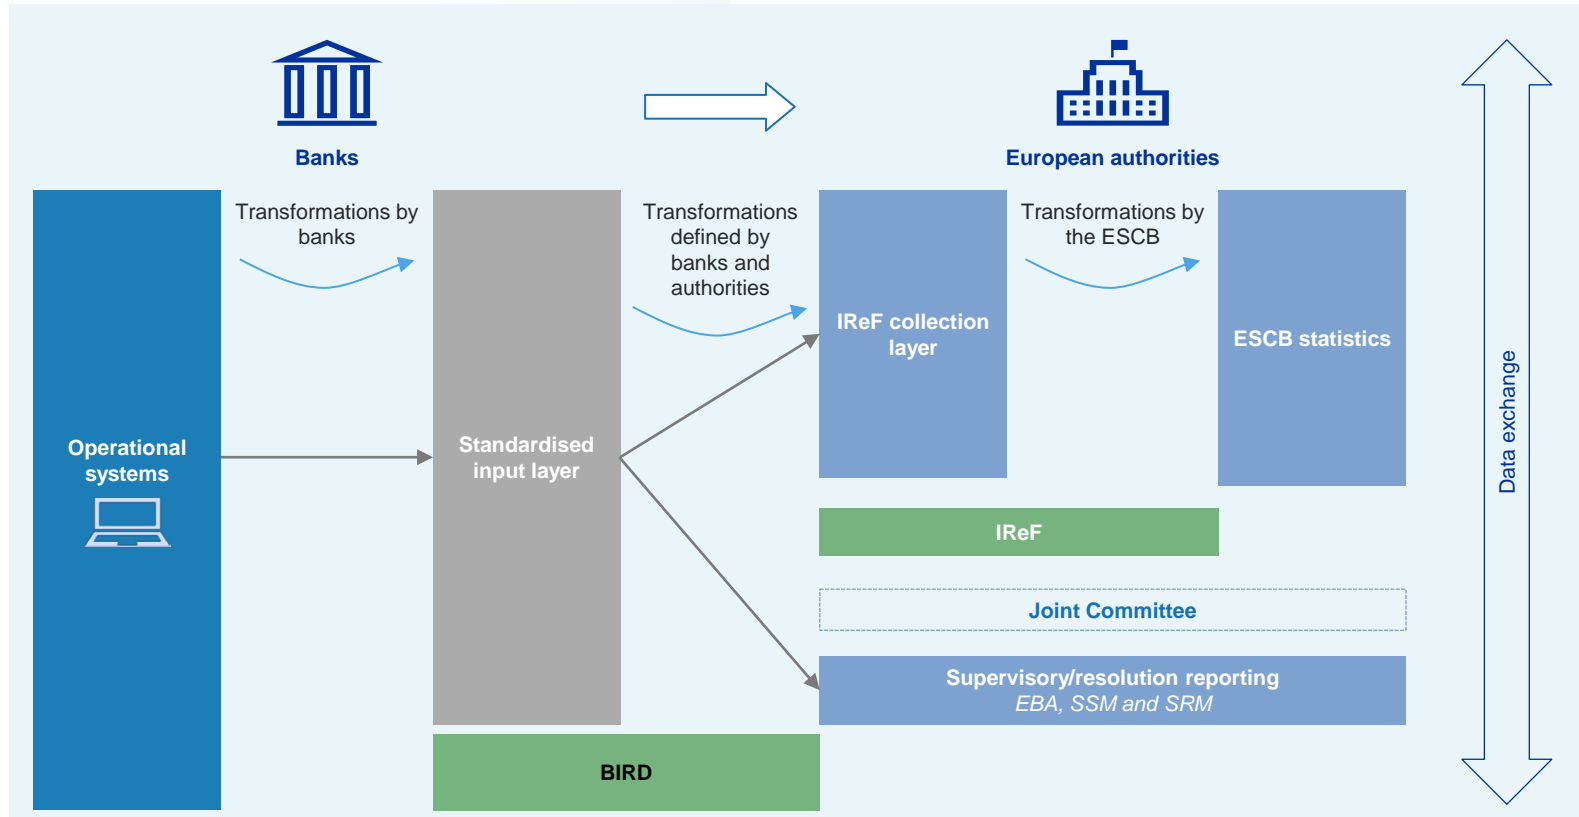 Banks
European authorities
Transformations by
banks
Transformations
defined by
banks and
authorities
Transformations by
the ESCB
Operational
systems
Standardised
input layer
IReF collection
layer
ESCB statistics
IReF
Joint Committee
Supervisory/resolution reporting
EBA, SSM and SRM
BIRD
Data exchange